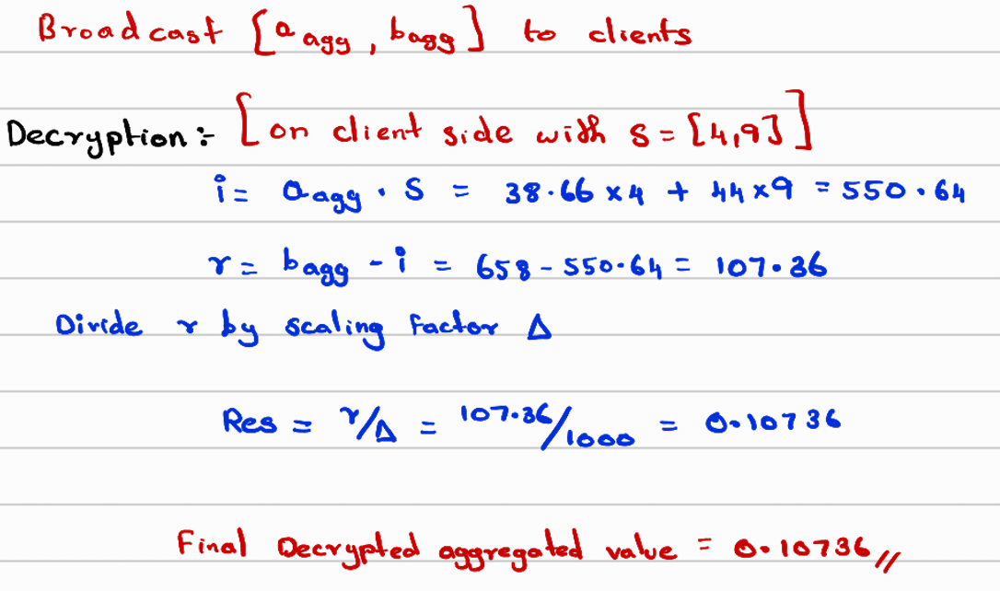 Broadcast [a agg, bagg] to clients
Decryption :- [on client side with s = [4,9]]
i = a agg · S = 38.66 x 4 + 44 x 9 = 550.64
r = bagg - i = 658 - 550.64 = 107.36
Divide r by scaling factor Δ
Res = r/Δ = 107.36/1000 = 0.10736
Final Decrypted aggregated value = 0.10736 //